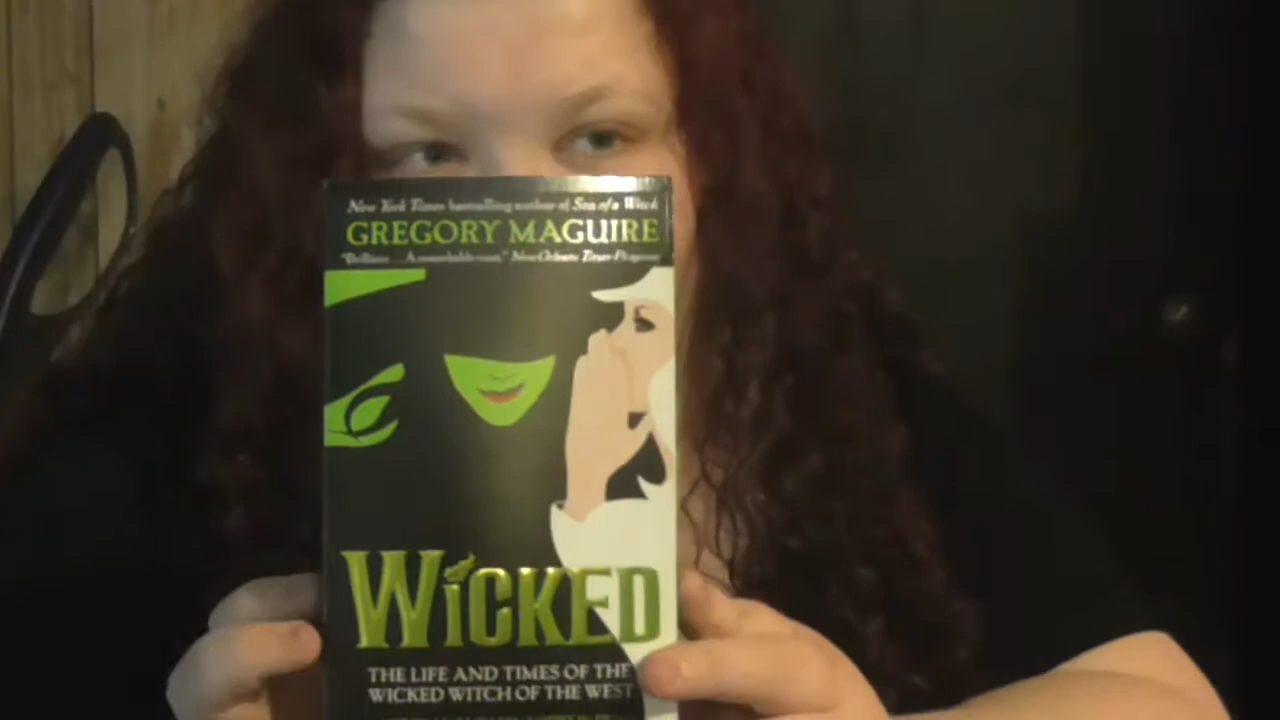 New York Times bestselling author of Son of a Witch
GREGORY MAGUIRE
"Brilliant ... A remarkable treat." New Orleans Times-Picayune
WICKED
THE LIFE AND TIMES OF THE
WICKED WITCH OF THE WEST